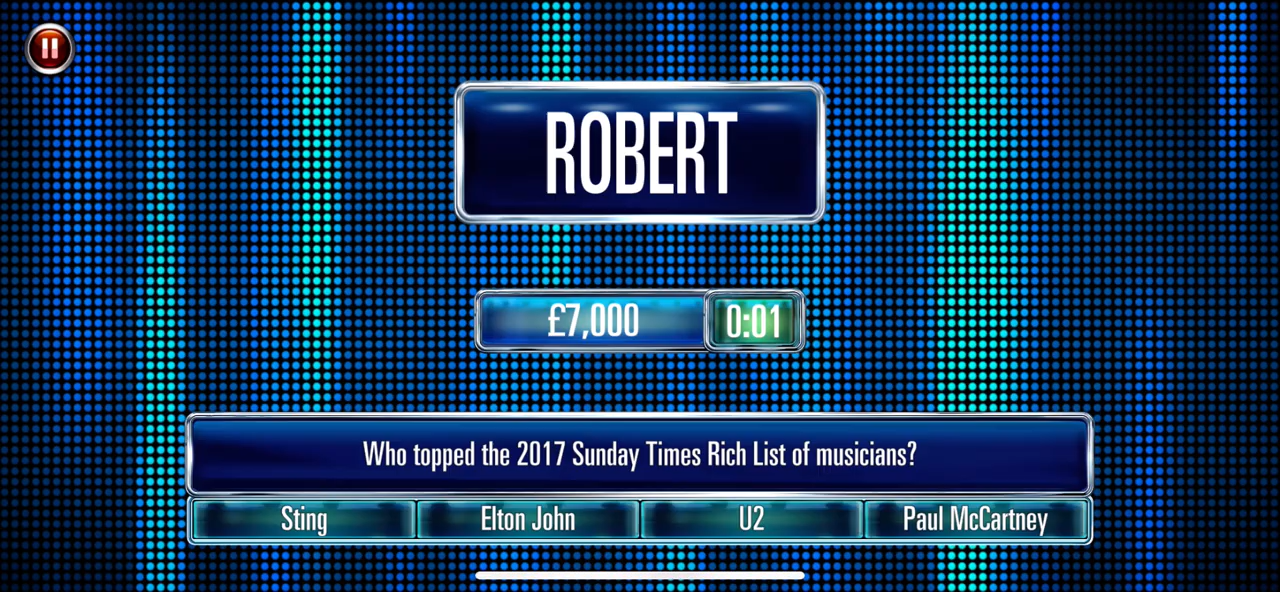 ROBERT
£7,000 0:01
Who topped the 2017 Sunday Times Rich List of musicians?
Sting Elton John U2 Paul McCartney